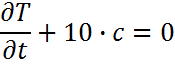 ∂T/∂t + 10 · c = 0